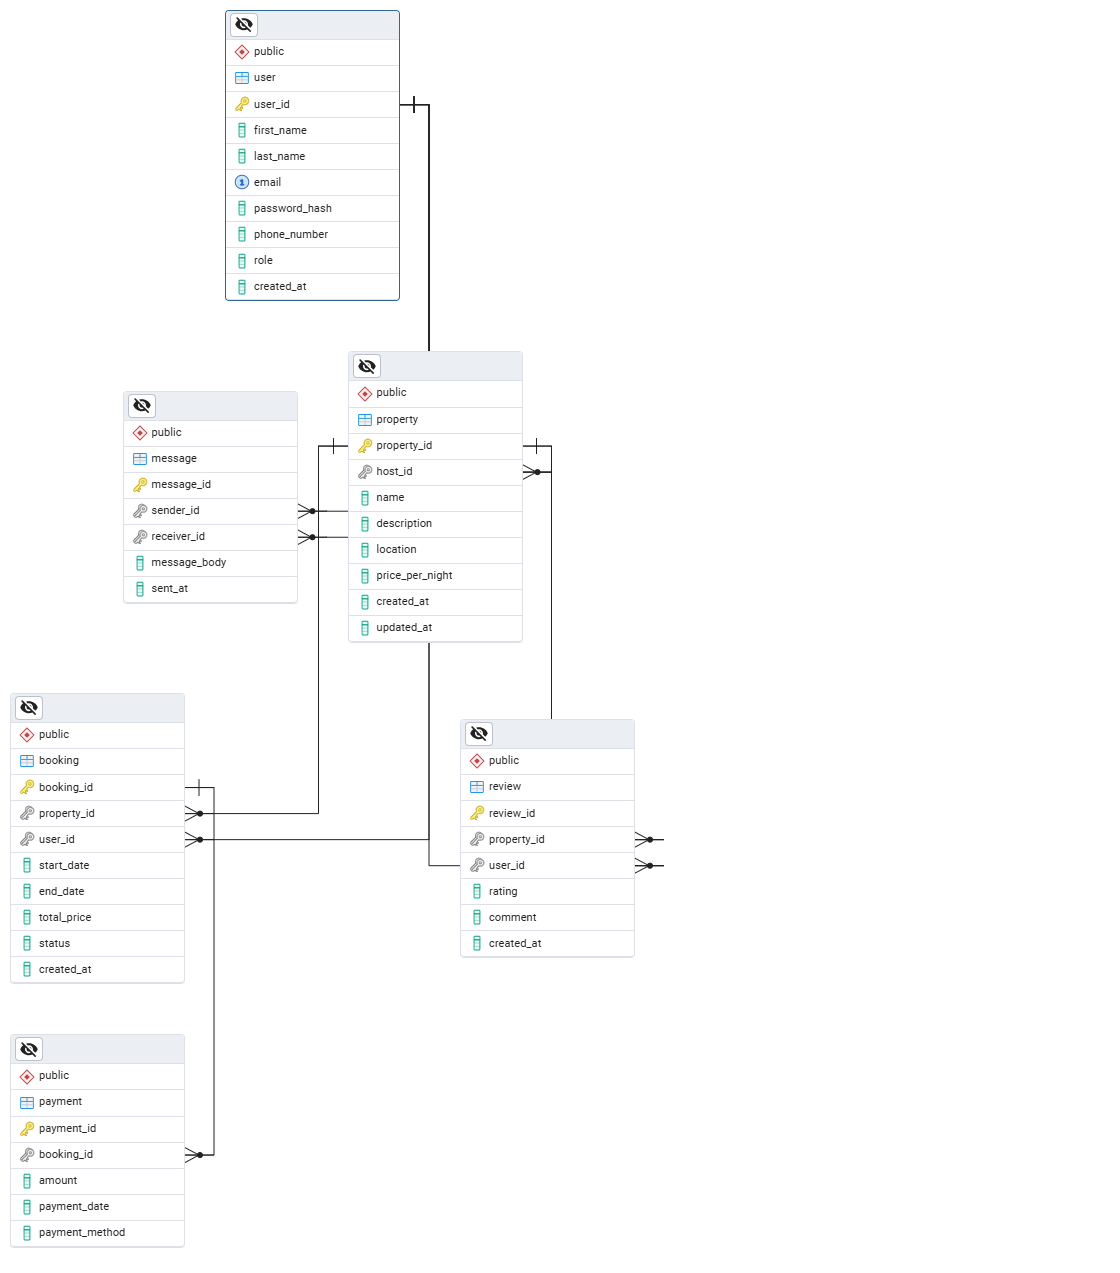 public
user
user_id
first_name
last_name
email
password_hash
phone_number
role
created_at
public
property
property_id
host_id
name
description
location
price_per_night
created_at
updated_at
public
message
message_id
sender_id
receiver_id
message_body
sent_at
public
booking
booking_id
property_id
user_id
start_date
end_date
total_price
status
created_at
public
review
review_id
property_id
user_id
rating
comment
created_at
public
payment
payment_id
booking_id
amount
payment_date
payment_method